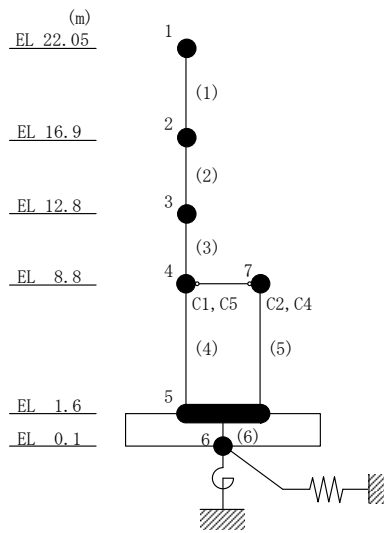 (m)
1
EL 22.05
(1)
2
EL 16.9
(2)
3
EL 12.8
(3)
4
7
EL 8.8
C1,C5
C2,C4
(4)
(5)
5
EL 1.6
6
(6)
EL 0.1